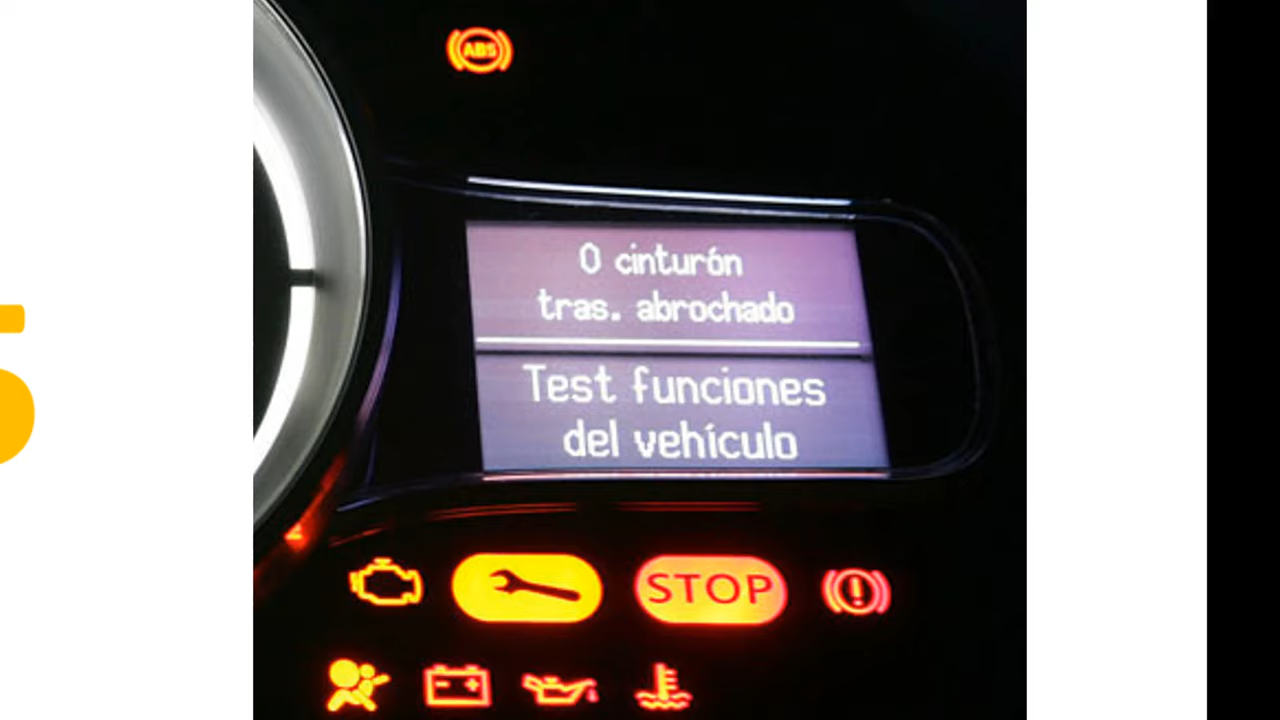 ABS
0 cinturón
tras. abrochado
Test funciones
del vehículo
STOP